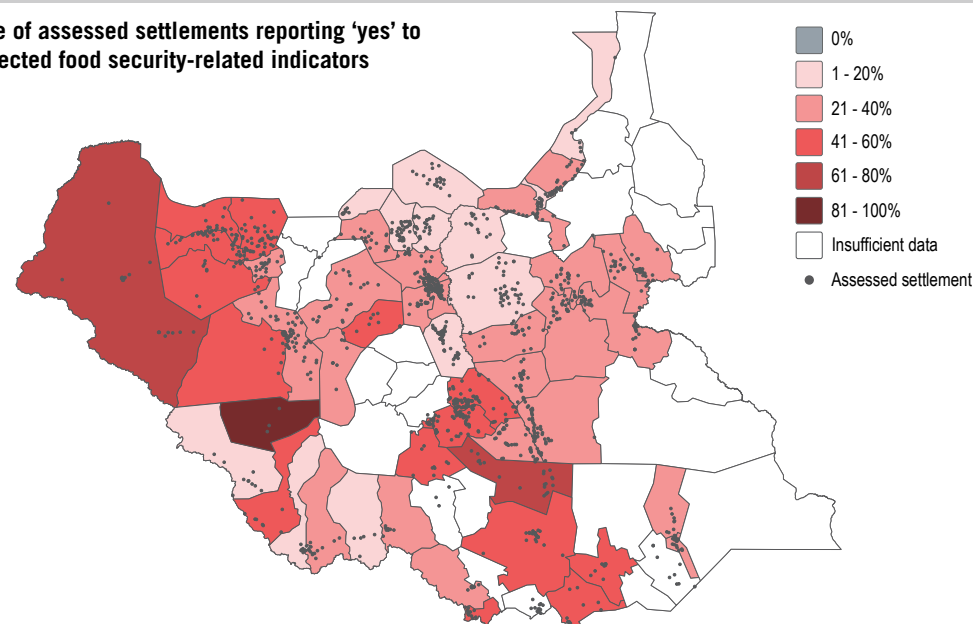 of assessed settlements reporting ‘yes’ to
food security-related indicators
0%
1 - 20%
21 - 40%
41 - 60%
61 - 80%
81 - 100%
Insufficient data
Assessed settlement